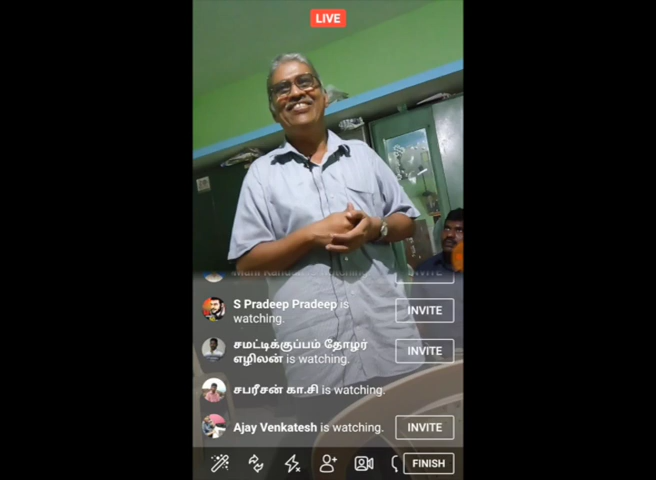 LIVE
INVITE
S Pradeep Pradeep is
watching.
INVITE
சமட்டிக்குப்பம் தோழர்
எழிலன் is watching.
INVITE
சபரீசன் கா.சி is watching.
Ajay Venkatesh is watching.
INVITE
FINISH